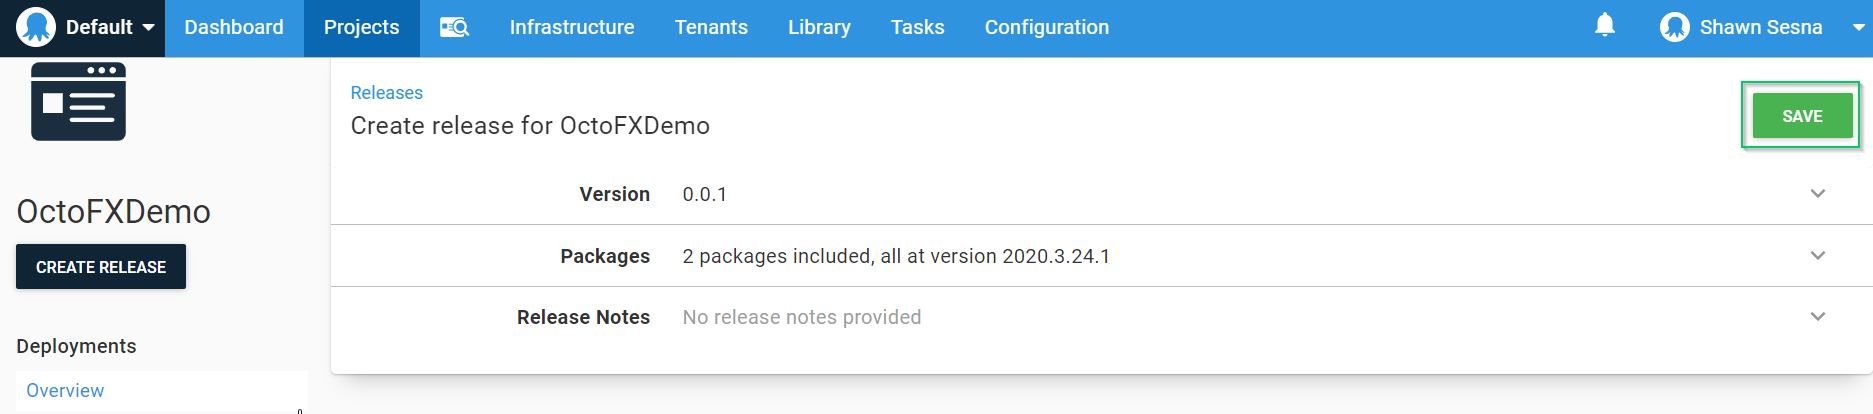 Default Dashboard Projects Infrastructure Tenants Library Tasks Configuration Shawn Sesna
Releases
Create release for OctoFXDemo
SAVE
Version 0.0.1
Packages 2 packages included, all at version 2020.3.24.1
Release Notes No release notes provided
OctoFXDemo
CREATE RELEASE
Deployments
Overview